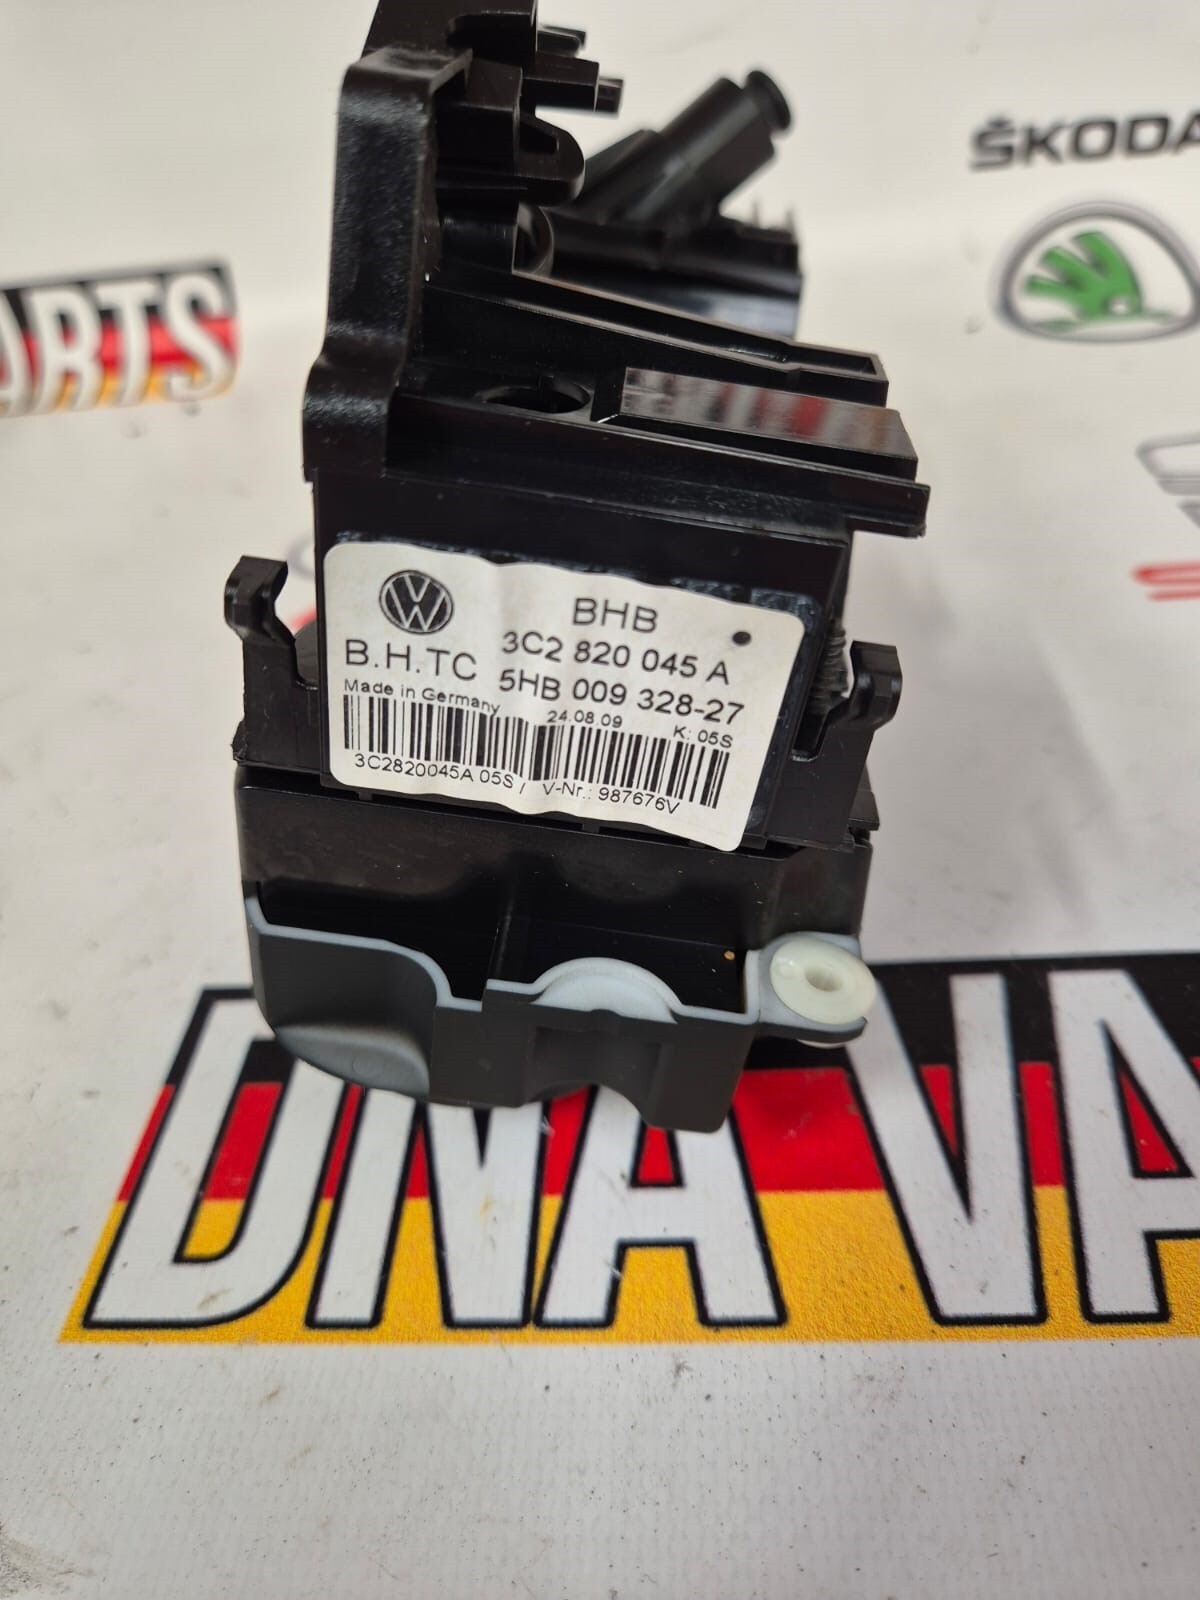 ŠKODA
ARTS
BHB
3C2 820 045 A
B.H.TC 5HB 009 328-27
Made in Germany 24.08.09 K: 05S
3C2820045A 05S / V-Nr.: 987676V
DNA VA